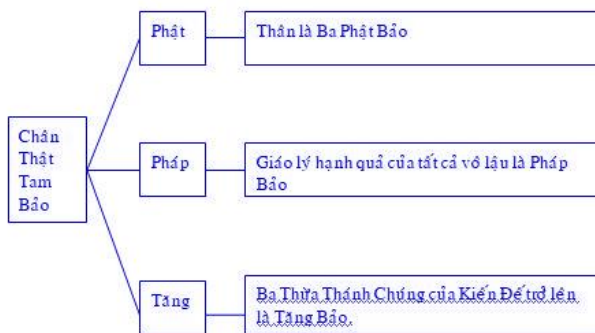 Phật
Thân là Ba Phật Bảo
Chân
Thật
Tam
Bảo
Pháp
Giáo lý hạnh quả của tất cả vô lậu là Pháp
Bảo
Tăng
Ba Thừa Thánh Chúng của Kiến Đế trở lên
là Tăng Bảo.